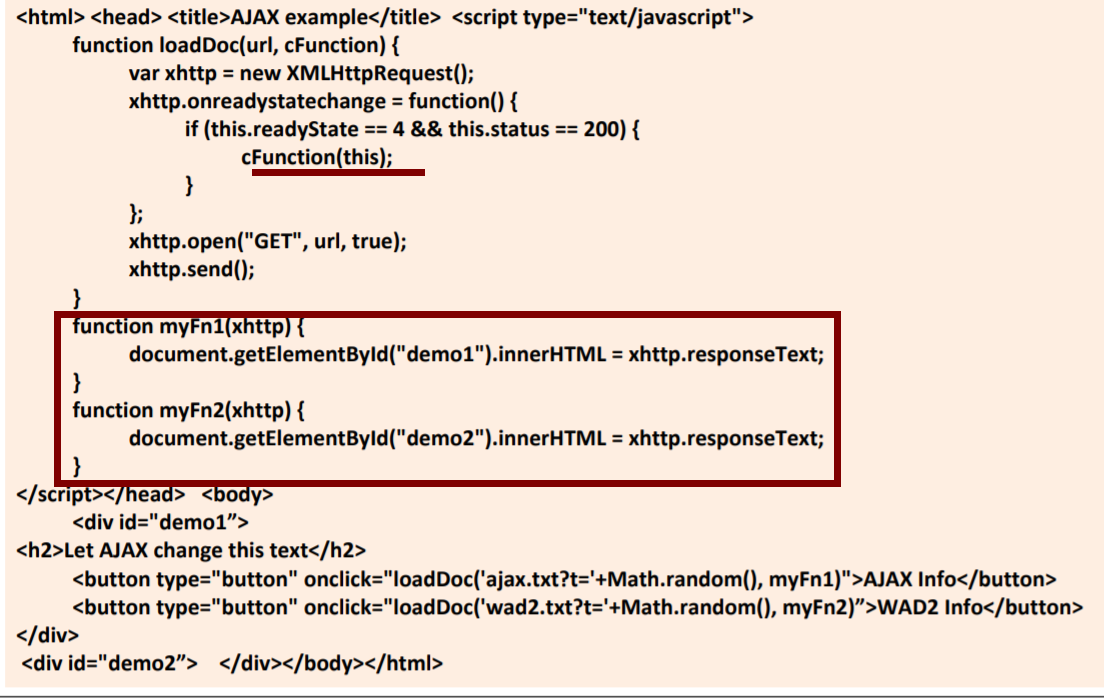 <html> <head> <title>AJAX example</title> <script type="text/javascript">
function loadDoc(url, cFunction) {
var xhttp = new XMLHttpRequest();
xhttp.onreadystatechange = function() {
if (this.readyState == 4 && this.status == 200) {
cFunction(this);
}
};
xhttp.open("GET", url, true);
xhttp.send();
}
function myFn1(xhttp) {
document.getElementById("demo1").innerHTML = xhttp.responseText;
}
function myFn2(xhttp) {
document.getElementById("demo2").innerHTML = xhttp.responseText;
}
</script></head> <body>
<div id="demo1”>
<h2>Let AJAX change this text</h2>
<button type="button" onclick="loadDoc('ajax.txt?t='+Math.random(), myFn1)">AJAX Info</button>
<button type="button" onclick="loadDoc('wad2.txt?t='+Math.random(), myFn2)”>WAD2 Info</button>
</div>
<div id="demo2”> </div></body></html>